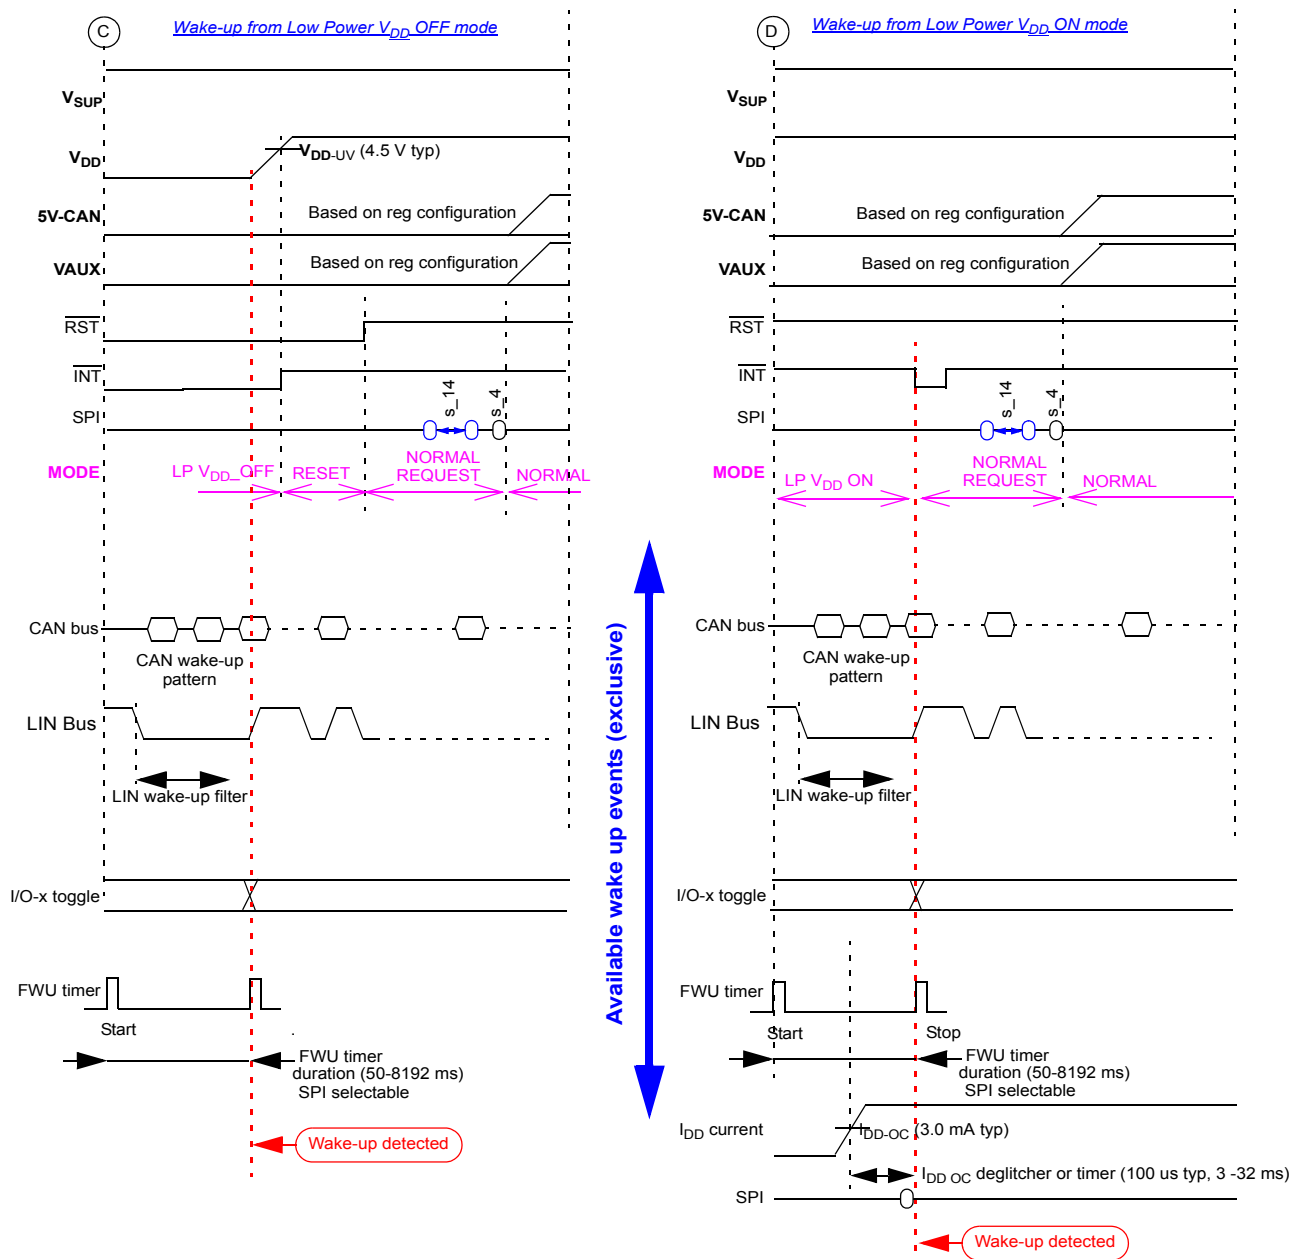 C
Wake-up from Low Power VDD OFF mode
VSUP
VDD
VDD-UV (4.5 V typ)
5V-CAN
Based on reg configuration
VAUX
Based on reg configuration
RST
INT
SPI
s_14
s_4
MODE
LP VDD_OFF
RESET
NORMAL
REQUEST
NORMAL
CAN bus
CAN wake-up
pattern
LIN Bus
LIN wake-up filter
I/O-x toggle
FWU timer
Start
FWU timer
duration (50-8192 ms)
SPI selectable
Wake-up detected
Available wake up events (exclusive)
D
Wake-up from Low Power VDD ON mode
VSUP
VDD
5V-CAN
Based on reg configuration
VAUX
Based on reg configuration
RST
INT
SPI
s_14
s_4
MODE
LP VDD ON
NORMAL
REQUEST
NORMAL
CAN bus
CAN wake-up
pattern
LIN Bus
LIN wake-up filter
I/O-x toggle
FWU timer
Start
Stop
FWU timer
duration (50-8192 ms)
SPI selectable
IDD current
IDD-OC (3.0 mA typ)
IDD OC deglitcher or timer (100 us typ, 3 -32 ms)
SPI
Wake-up detected